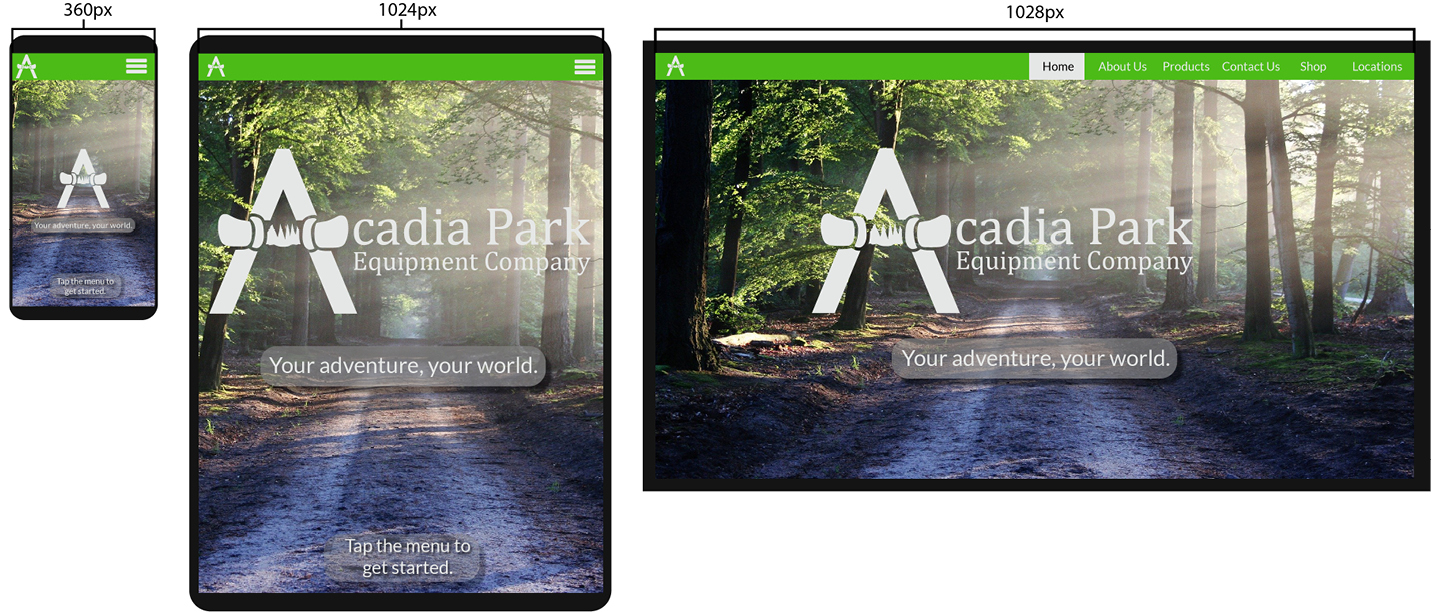 360px
1024px
1028px
Your adventure, your world.
Tap the menu to
get started.
Acadia Park
Equipment Company
Your adventure, your world.
Tap the menu to
get started.
Home About Us Products Contact Us Shop Locations
Acadia Park
Equipment Company
Your adventure, your world.